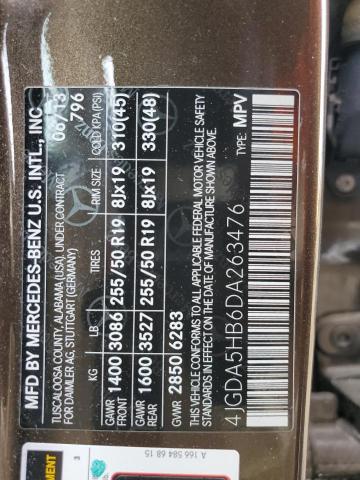 MFD BY MERCEDES-BENZ U.S. INTL., INC.
TUSCALOOSA COUNTY, ALABAMA (USA), UNDER CONTRACT
FOR DAIMLER AG, STUTTGART (GERMANY)
06/13
796
KG LB TIRES RIM SIZE COLD KPA (PSI)
GAWR FRONT 1400 3086 255/50 R19 8Jx19 310(45)
GAWR REAR 1600 3527 255/50 R19 8Jx19 330(48)
GVWR 2850 6283
THIS VEHICLE CONFORMS TO ALL APPLICABLE FEDERAL MOTOR VEHICLE SAFETY
STANDARDS IN EFFECT ON THE DATE OF MANUFACTURE SHOWN ABOVE.
4JGDA5HB6DA263476 TYPE: MPV
A 166 584 68 15
3